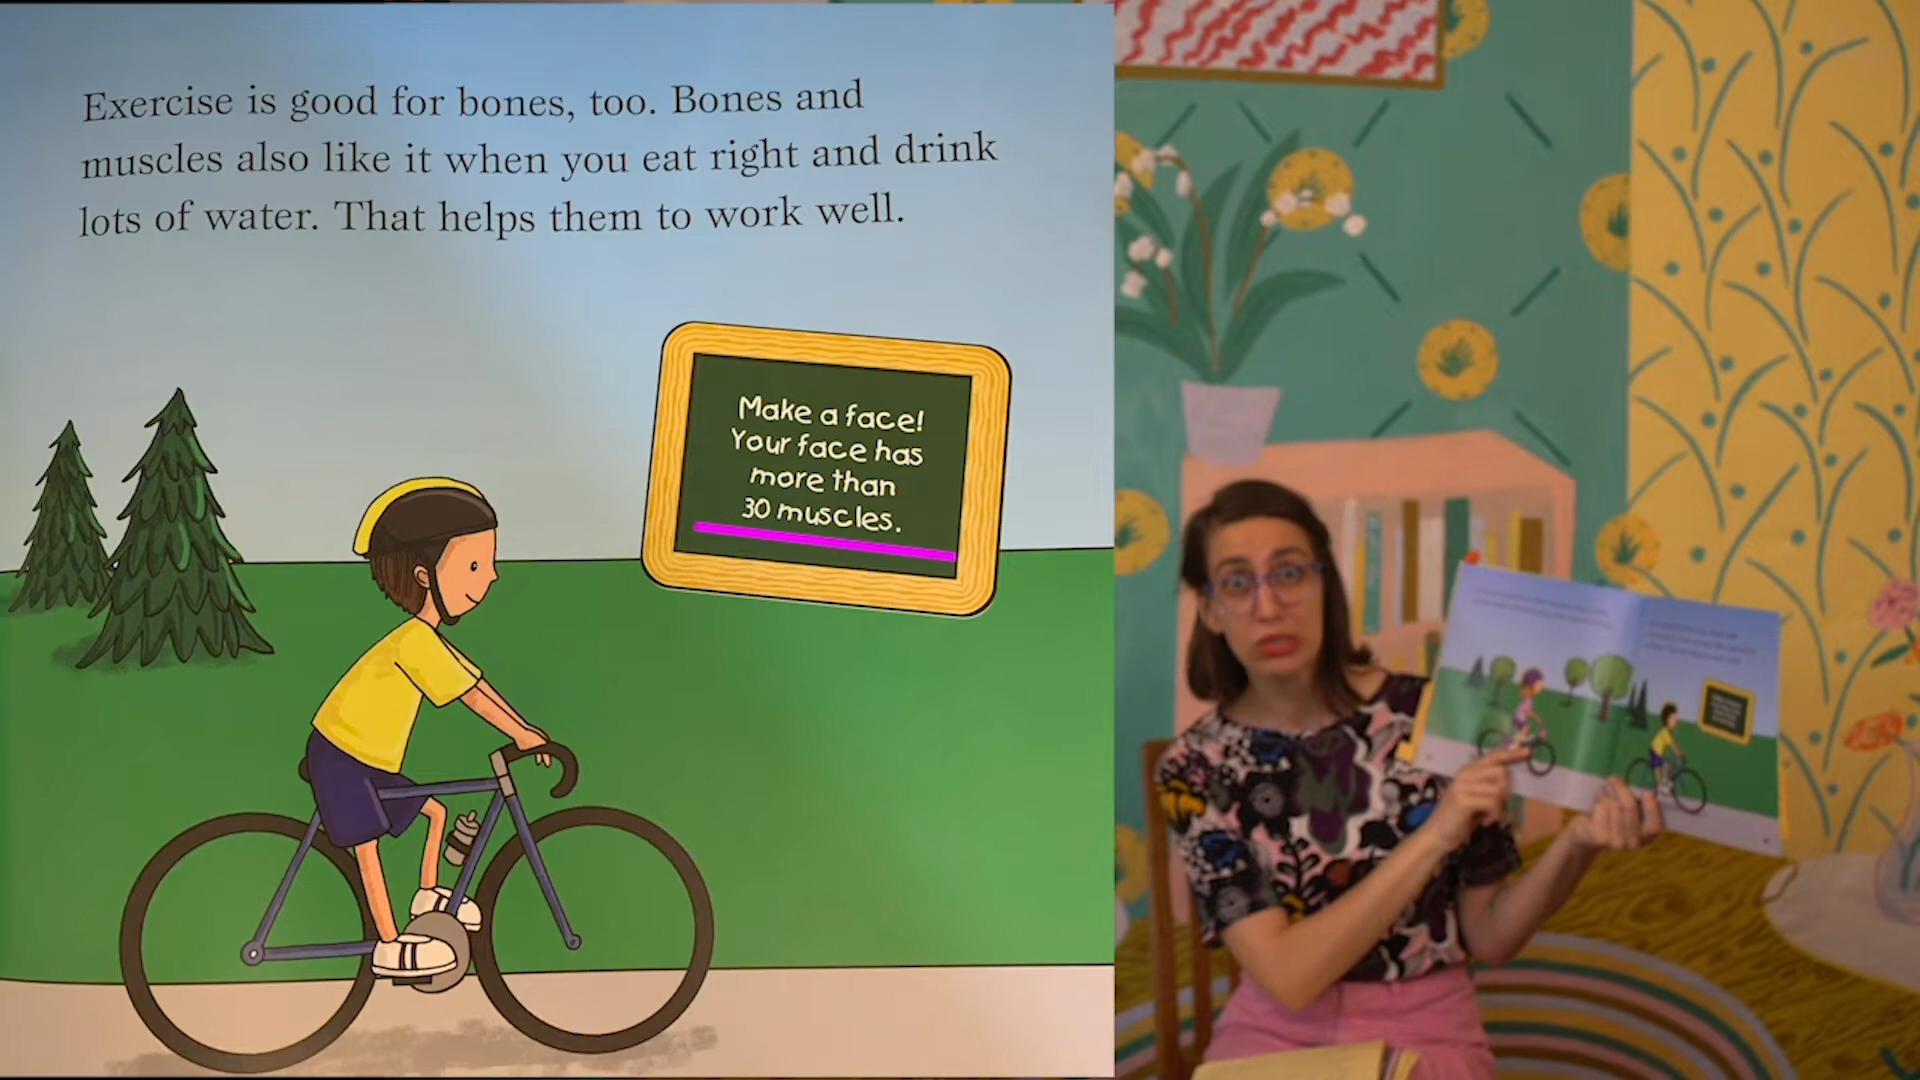 Exercise is good for bones, too. Bones and
muscles also like it when you eat right and drink
lots of water. That helps them to work well.
Make a face!
Your face has
more than
30 muscles.